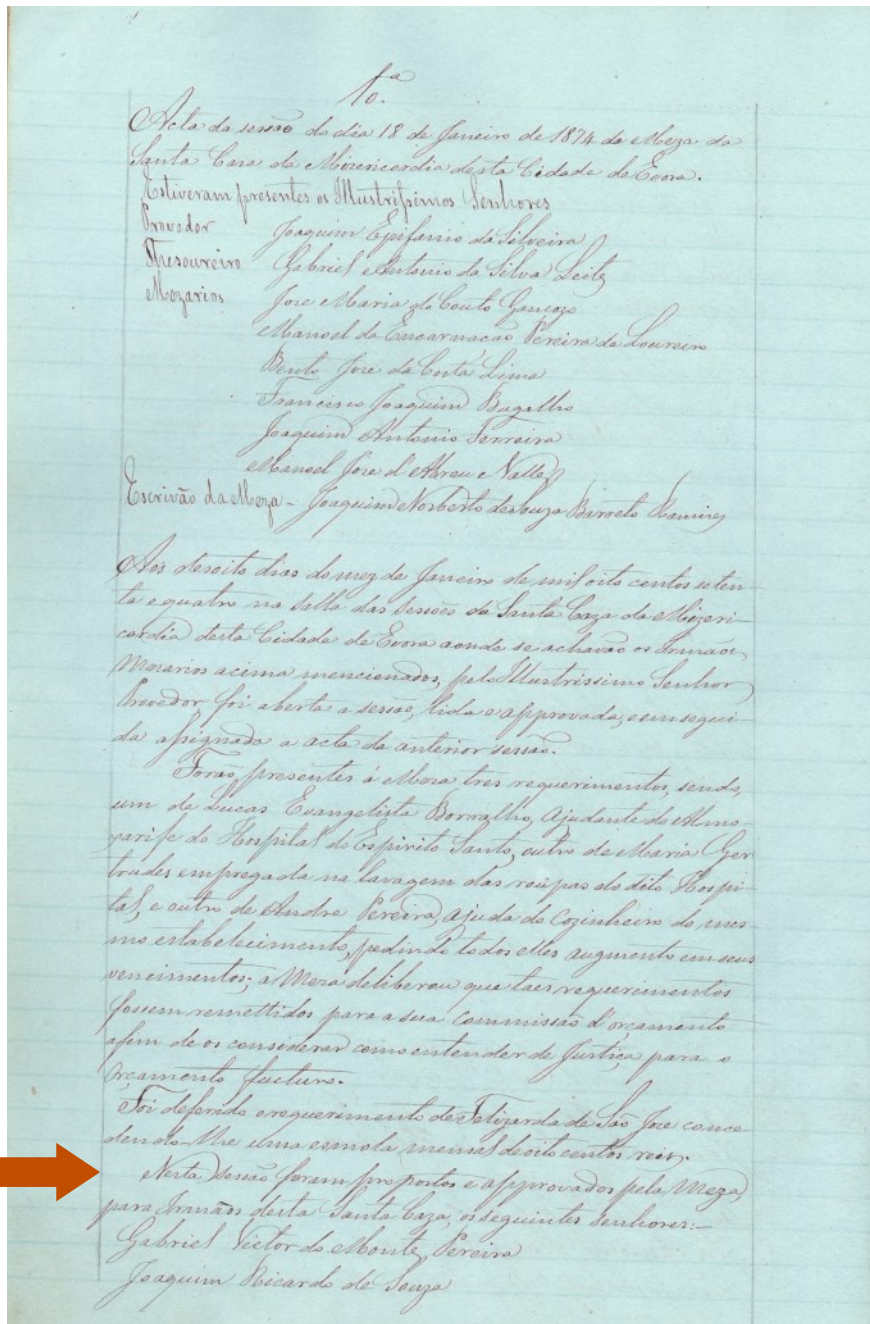 1ª
Acta da sessão do dia 18 de Janeiro de 1874 da Meza da
Santa Casa da Misericordia desta Cidade de Evora.
Estiveram presentes os Illustrissimos Senhores
Provedor Joaquim Epifanio da Silveira
Thesoureiro Gabriel Antonio da Silva Leite
Mezarios Jose Maria do Couto
Manoel da Encarnação Pereira de Loureiro
Bento Jose da Costa Lima
Francisco Joaquim Bugalho
Joaquim Antonio Ferreira
Manoel Jose d'Abreu e Valle
Escrivão da Meza - Joaquim Norberto de Souza Barreto Ramires
Aos desoito dias do mez de Janeiro de mil oito centos seten-
ta e quatro na Salla das Sessões da Santa Caza da Mizeri-
cordia desta Cidade de Evora aonde se achavão os Irmãos
Mezarios acima mencionados, pelo Illustrissimo Senhor
Provedor, foi aberta a sessão, lida e approvada, e em segui-
da assignada a acta da anterior sessão.
Forão presentes á Meza tres requerimentos, sendo,
um de Lucas Evangelista Borralho, Ajudante do Almo-
xarife do Hospital do Espirito Santo, outro de Maria Ger
trudes empregada na lavagem das roupas do dito Hospi-
tal, e outro de Andre Pereira, ajuda do Cozinheiro do mes-
mo estabelecimento, pedindo todos elles augmento em seus
vencimentos; a Meza deliberou que taes requerimentos
fossem remettidos para a sua Commissão d'orçamento
afim de os considerar como entender de Justiça para o
Orçamento facturo.
Foi deferido o requerimento de Felizarda de São Jose conce
dendo-lhe uma esmola mensal de oito centos reis.
Nesta sessão foram propostos e approvados pela Meza,
para Irmãos desta Santa Caza, os seguintes Senhores:-
Gabriel Victor do Monte Pereira
Joaquim Ricardo de Souza